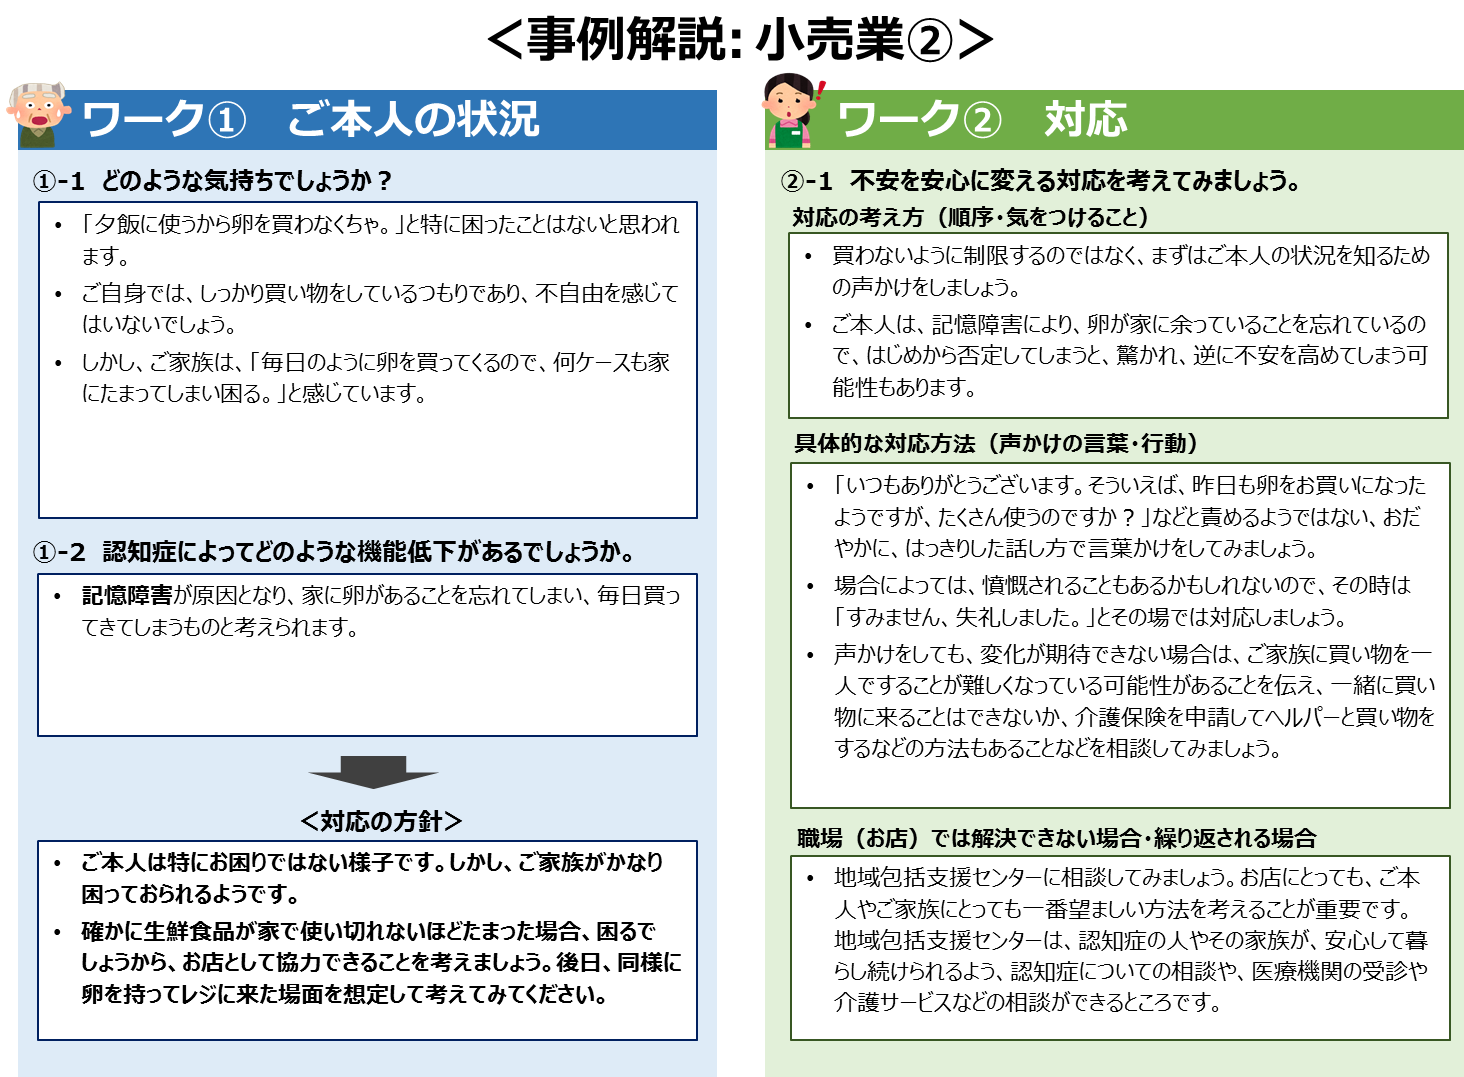 ＜事例解説：小売業②＞
ワーク①　ご本人の状況
①-1 どのような気持ちでしょうか？
• 「夕飯に使うから卵を買わなくちゃ。」と特に困ったことはないと思われ
ます。
• ご自身では、しっかり買い物をしているつもりであり、不自由を感じて
はいないでしょう。
• しかし、ご家族は、「毎日のように卵を買ってくるので、何ケースも家
にたまってしまい困る。」と感じています。
①-2 認知症によってどのような機能低下があるでしょうか。
• 記憶障害が原因となり、家に卵があることを忘れてしまい、毎日買っ
てきてしまうものと考えられます。
＜対応の方針＞
• ご本人は特にお困りではない様子です。しかし、ご家族がかなり
困っておられるようです。
• 確かに生鮮食品が家で使い切れないほどたまった場合、困るで
しょうから、お店として協力できることを考えましょう。後日、同様に
卵を持ってレジに来た場面を想定して考えてみてください。
ワーク②　対応
②-1 不安を安心に変える対応を考えてみましょう。
対応の考え方（順序・気をつけること）
• 買わないように制限するのではなく、まずはご本人の状況を知るため
の声かけをしましょう。
• ご本人は、記憶障害により、卵が家に余っていることを忘れているの
で、はじめから否定してしまうと、驚かれ、逆に不安を高めてしまう可
能性もあります。
具体的な対応方法（声かけの言葉・行動）
• 「いつもありがとうございます。そういえば、昨日も卵をお買いになった
ようですが、たくさん使うのですか？」などと責めるようではない、おだ
やかに、はっきりした話し方で言葉かけをしてみましょう。
• 場合によっては、憤慨されることもあるかもしれないので、その時は
「すみません、失礼しました。」とその場では対応しましょう。
• 声かけをしても、変化が期待できない場合は、ご家族に買い物を一
人ですることが難しくなっている可能性があることを伝え、一緒に買い
物に来ることはできないか、介護保険を申請してヘルパーと買い物を
するなどの方法もあることなどを相談してみましょう。
職場（お店）では解決できない場合・繰り返される場合
• 地域包括支援センターに相談してみましょう。お店にとっても、ご本
人やご家族にとっても一番望ましい方法を考えることが重要です。
地域包括支援センターは、認知症の人やその家族が、安心して暮
らし続けられるよう、認知症についての相談や、医療機関の受診や
介護サービスなどの相談ができるところです。